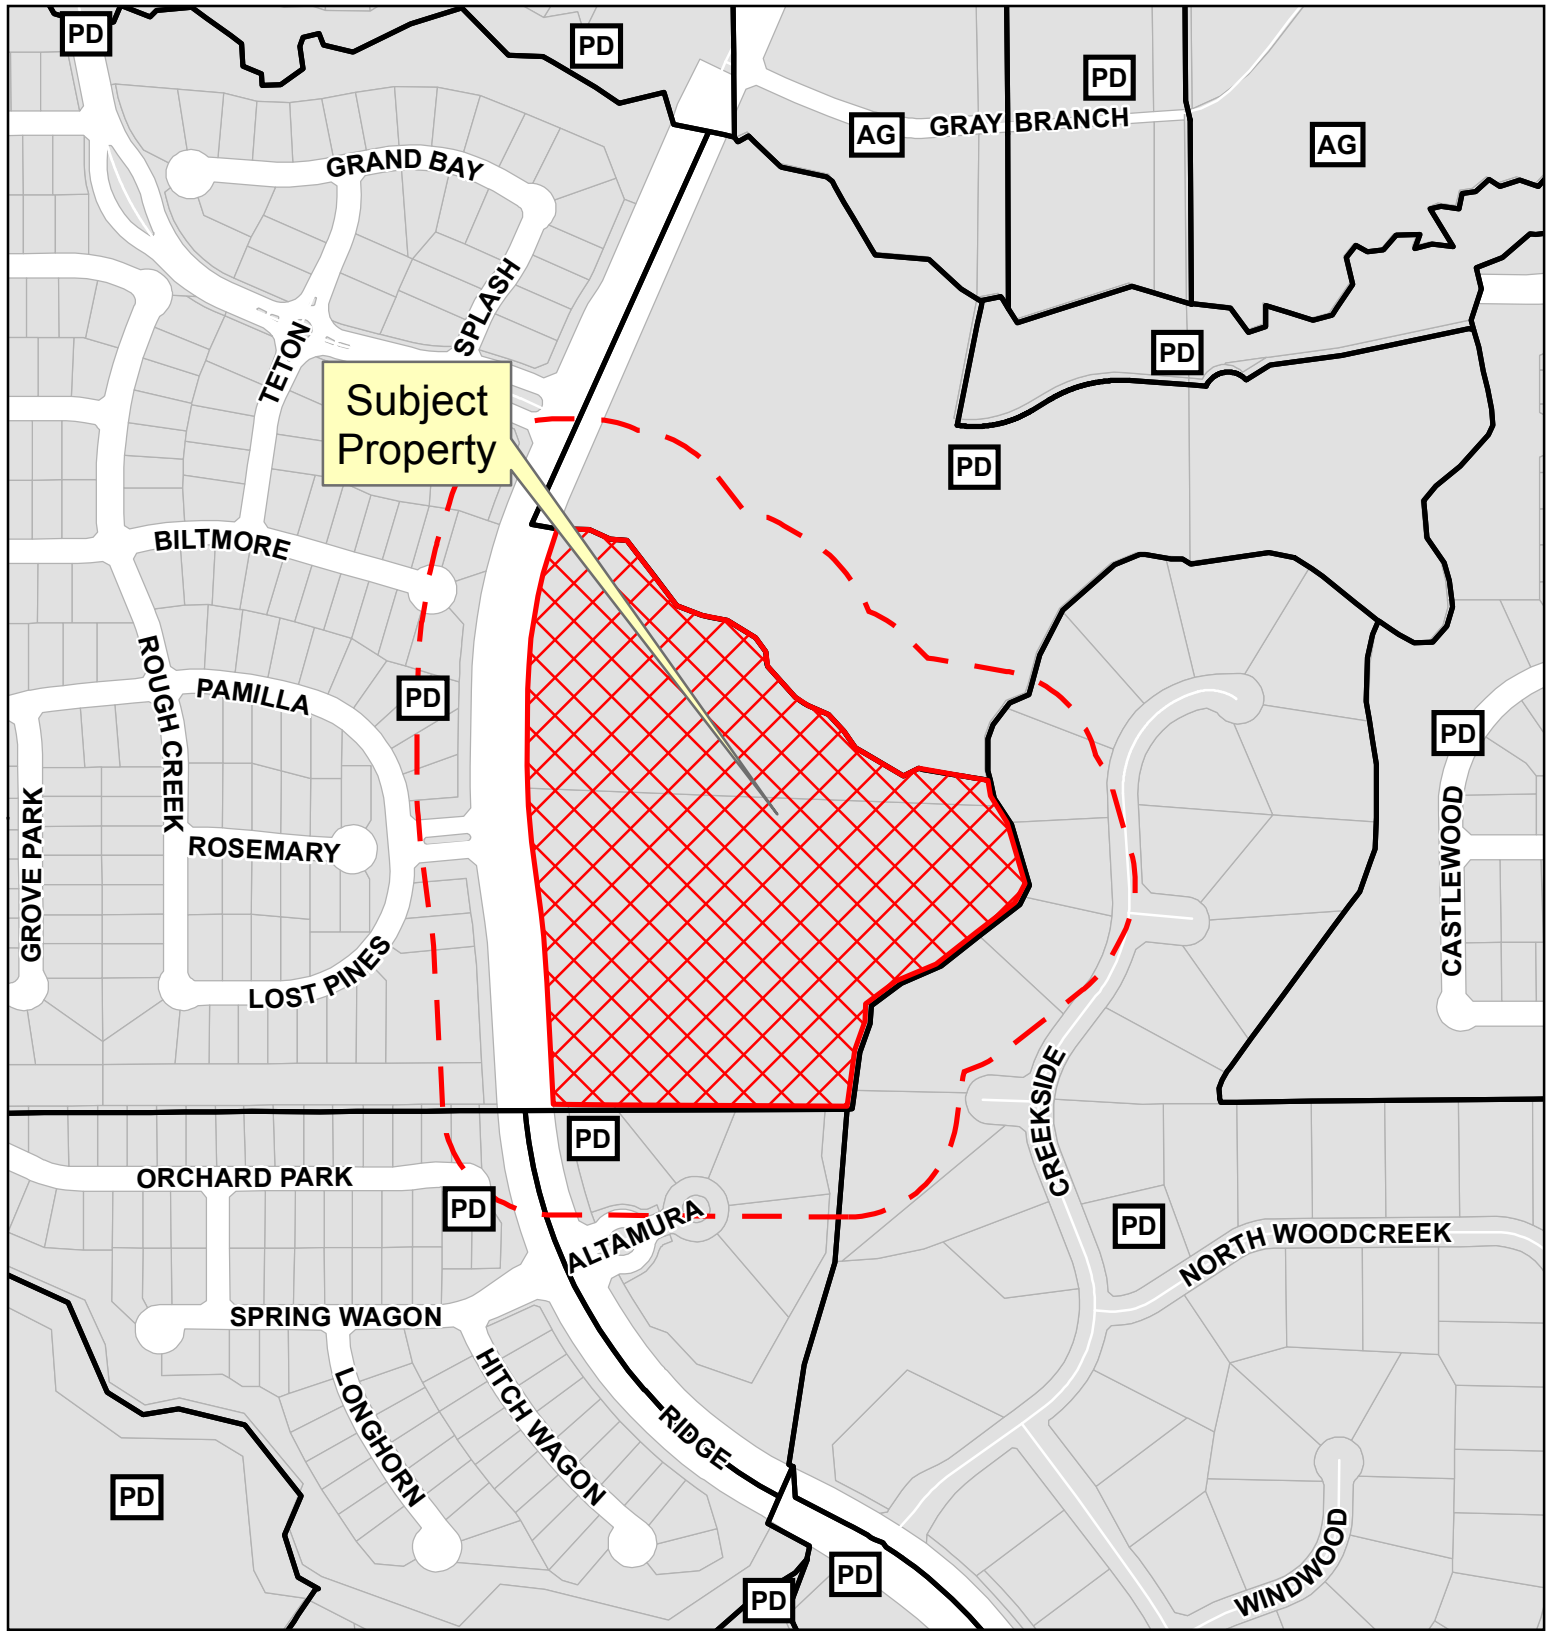 PD
PD
PD
AG
GRAY BRANCH
AG
GRAND BAY
SPLASH
TETON
PD
Subject
Property
PD
BILTMORE
ROUGH CREEK
PAMILLA
PD
PD
GROVE PARK
ROSEMARY
CASTLEWOOD
LOST PINES
CREEKSIDE
PD
ORCHARD PARK
PD
ALTAMURA
PD
NORTH WOODCREEK
SPRING WAGON
LONGHORN
HITCH WAGON
RIDGE
PD
WINDWOOD
PD
PD